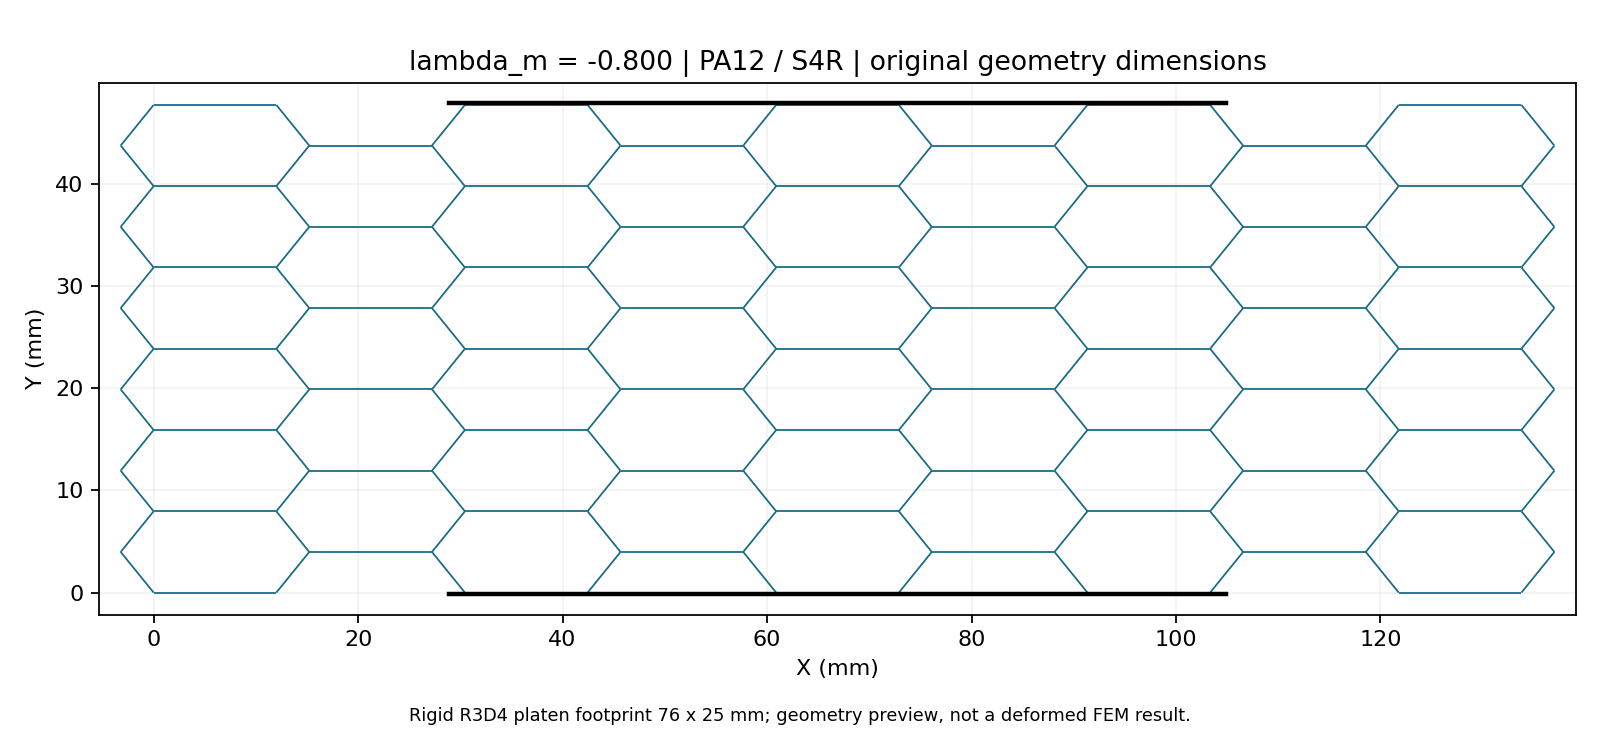 lambda_m = -0.800 | PA12 / S4R | original geometry dimensions
40
30
20
10
0
Y (mm)
0 20 40 60 80 100 120
X (mm)
Rigid R3D4 platen footprint 76 x 25 mm; geometry preview, not a deformed FEM result.